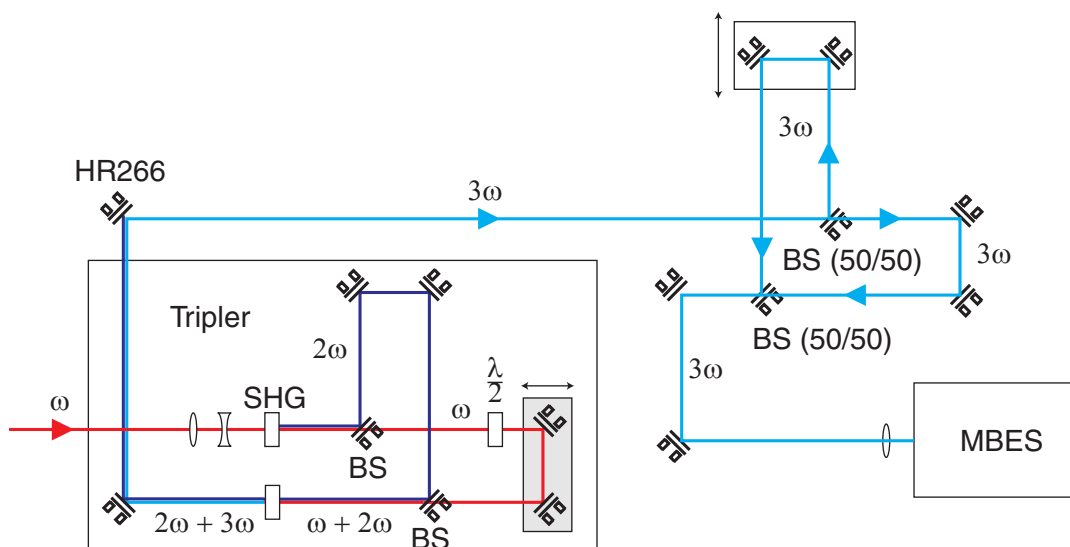 3ω
HR266
3ω
BS (50/50)
3ω
Tripler
BS (50/50)
2ω
3ω
λ
2
SHG
ω
ω
BS
MBES
2ω + 3ω
ω + 2ω
BS